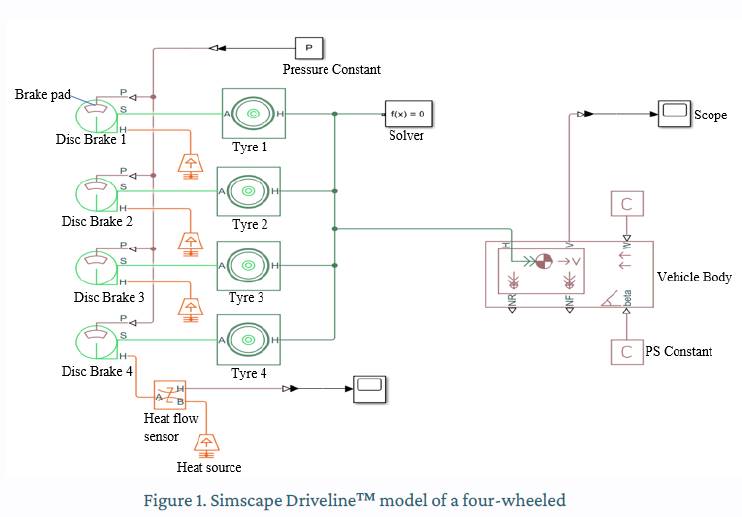 P
Pressure Constant
Brake pad
P
S
H
Disc Brake 1
A
H
Tyre 1
f(x) = 0
Solver
Scope
P
S
H
Disc Brake 2
A
H
Tyre 2
C
P
S
H
Disc Brake 3
A
H
Tyre 3
H
V
W
V
NR
NF
beta
Vehicle Body
P
S
H
Disc Brake 4
A
H
Tyre 4
C
PS Constant
A
H
B
Heat flow
sensor
Heat source
Figure 1. Simscape Driveline™ model of a four-wheeled